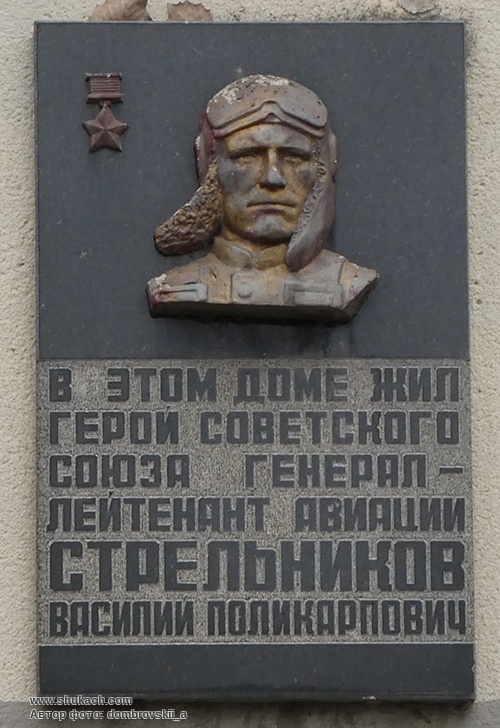 В ЭТОМ ДОМЕ ЖИЛ
ГЕРОЙ СОВЕТСКОГО
СОЮЗА ГЕНЕРАЛ–
ЛЕЙТЕНАНТ АВИАЦИИ
СТРЕЛЬНИКОВ
ВАСИЛИЙ ПОЛИКАРПОВИЧ
www.shukach.com
Автор фото: dombrovskii_a